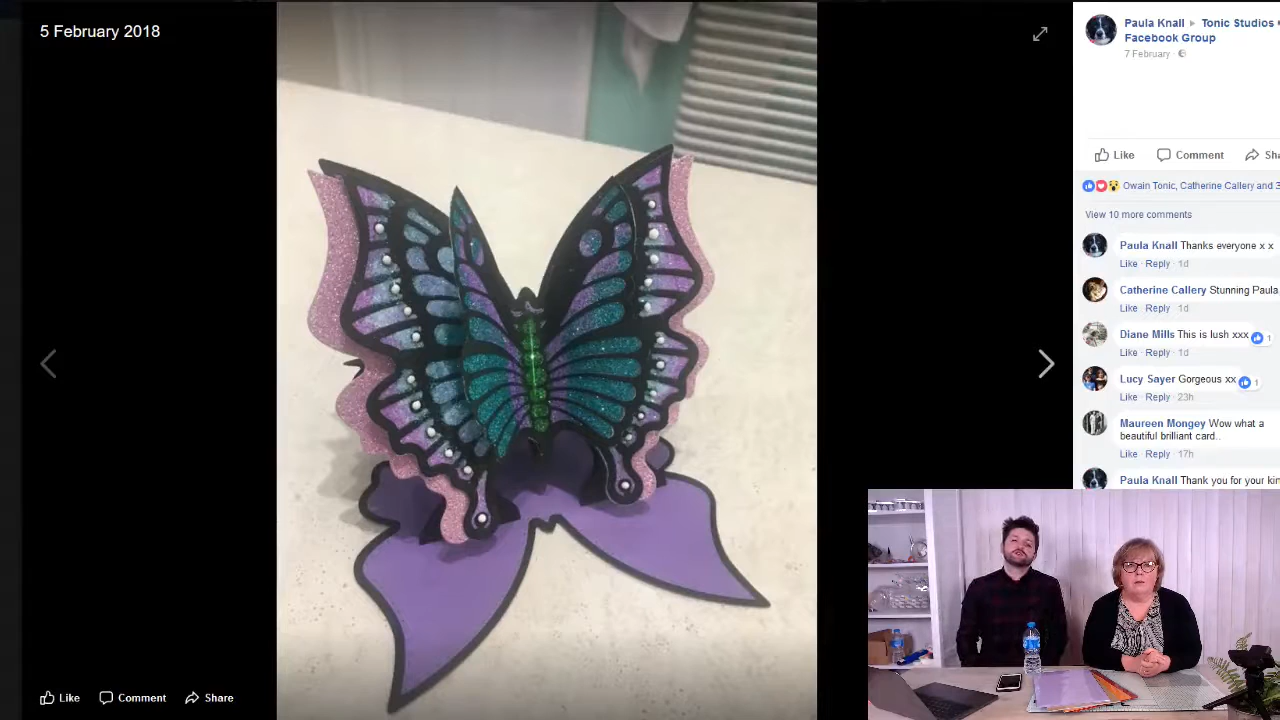 5 February 2018
Like Comment Share
Paula Knall Tonic Studios
Facebook Group
7 February
Like Comment
Owain Tonic, Catherine Callery and
View 10 more comments
Paula Knall Thanks everyone x x
Like · Reply · 1d
Catherine Callery Stunning Paula
Like · Reply · 1d
Diane Mills This is lush xxx 1
Like · Reply · 1d
Lucy Sayer Gorgeous xx 1
Like · Reply · 23h
Maureen Mongey Wow what a
beautiful brilliant card..
Like · Reply · 17h
Paula Knall Thank you for your